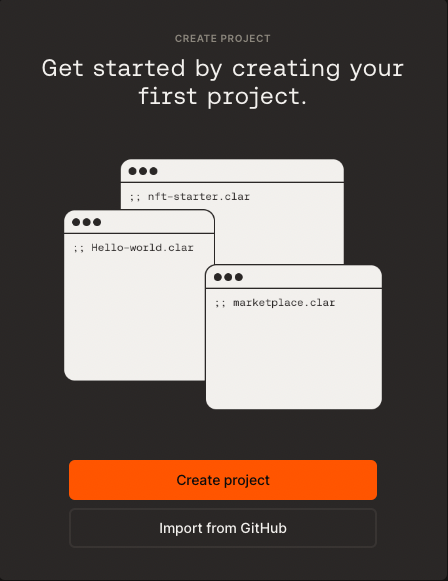 CREATE PROJECT
Get started by creating your
first project.
;; nft-starter.clar
;; Hello-world.clar
;; marketplace.clar
Create project
Import from GitHub